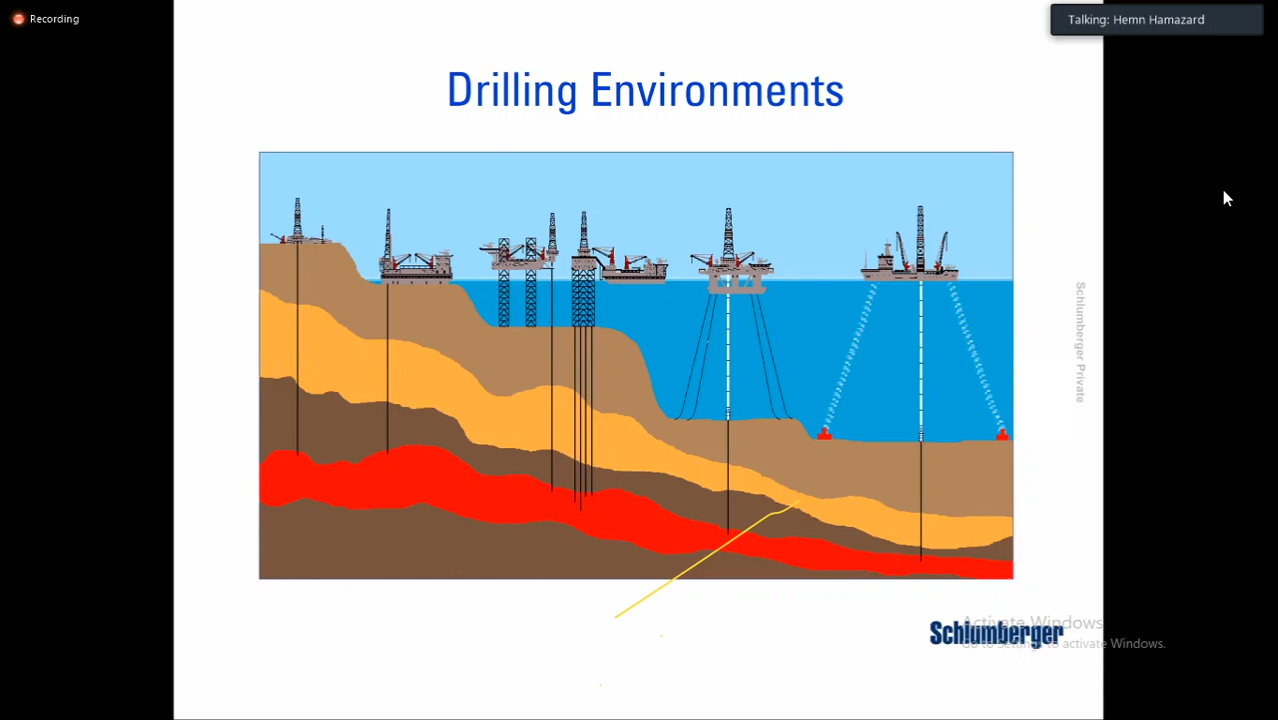 Recording
Talking: Hemn Hamazard
Drilling Environments
Schlumberger Private
Schlumberger
Activate Windows
Go to Settings to activate Windows.